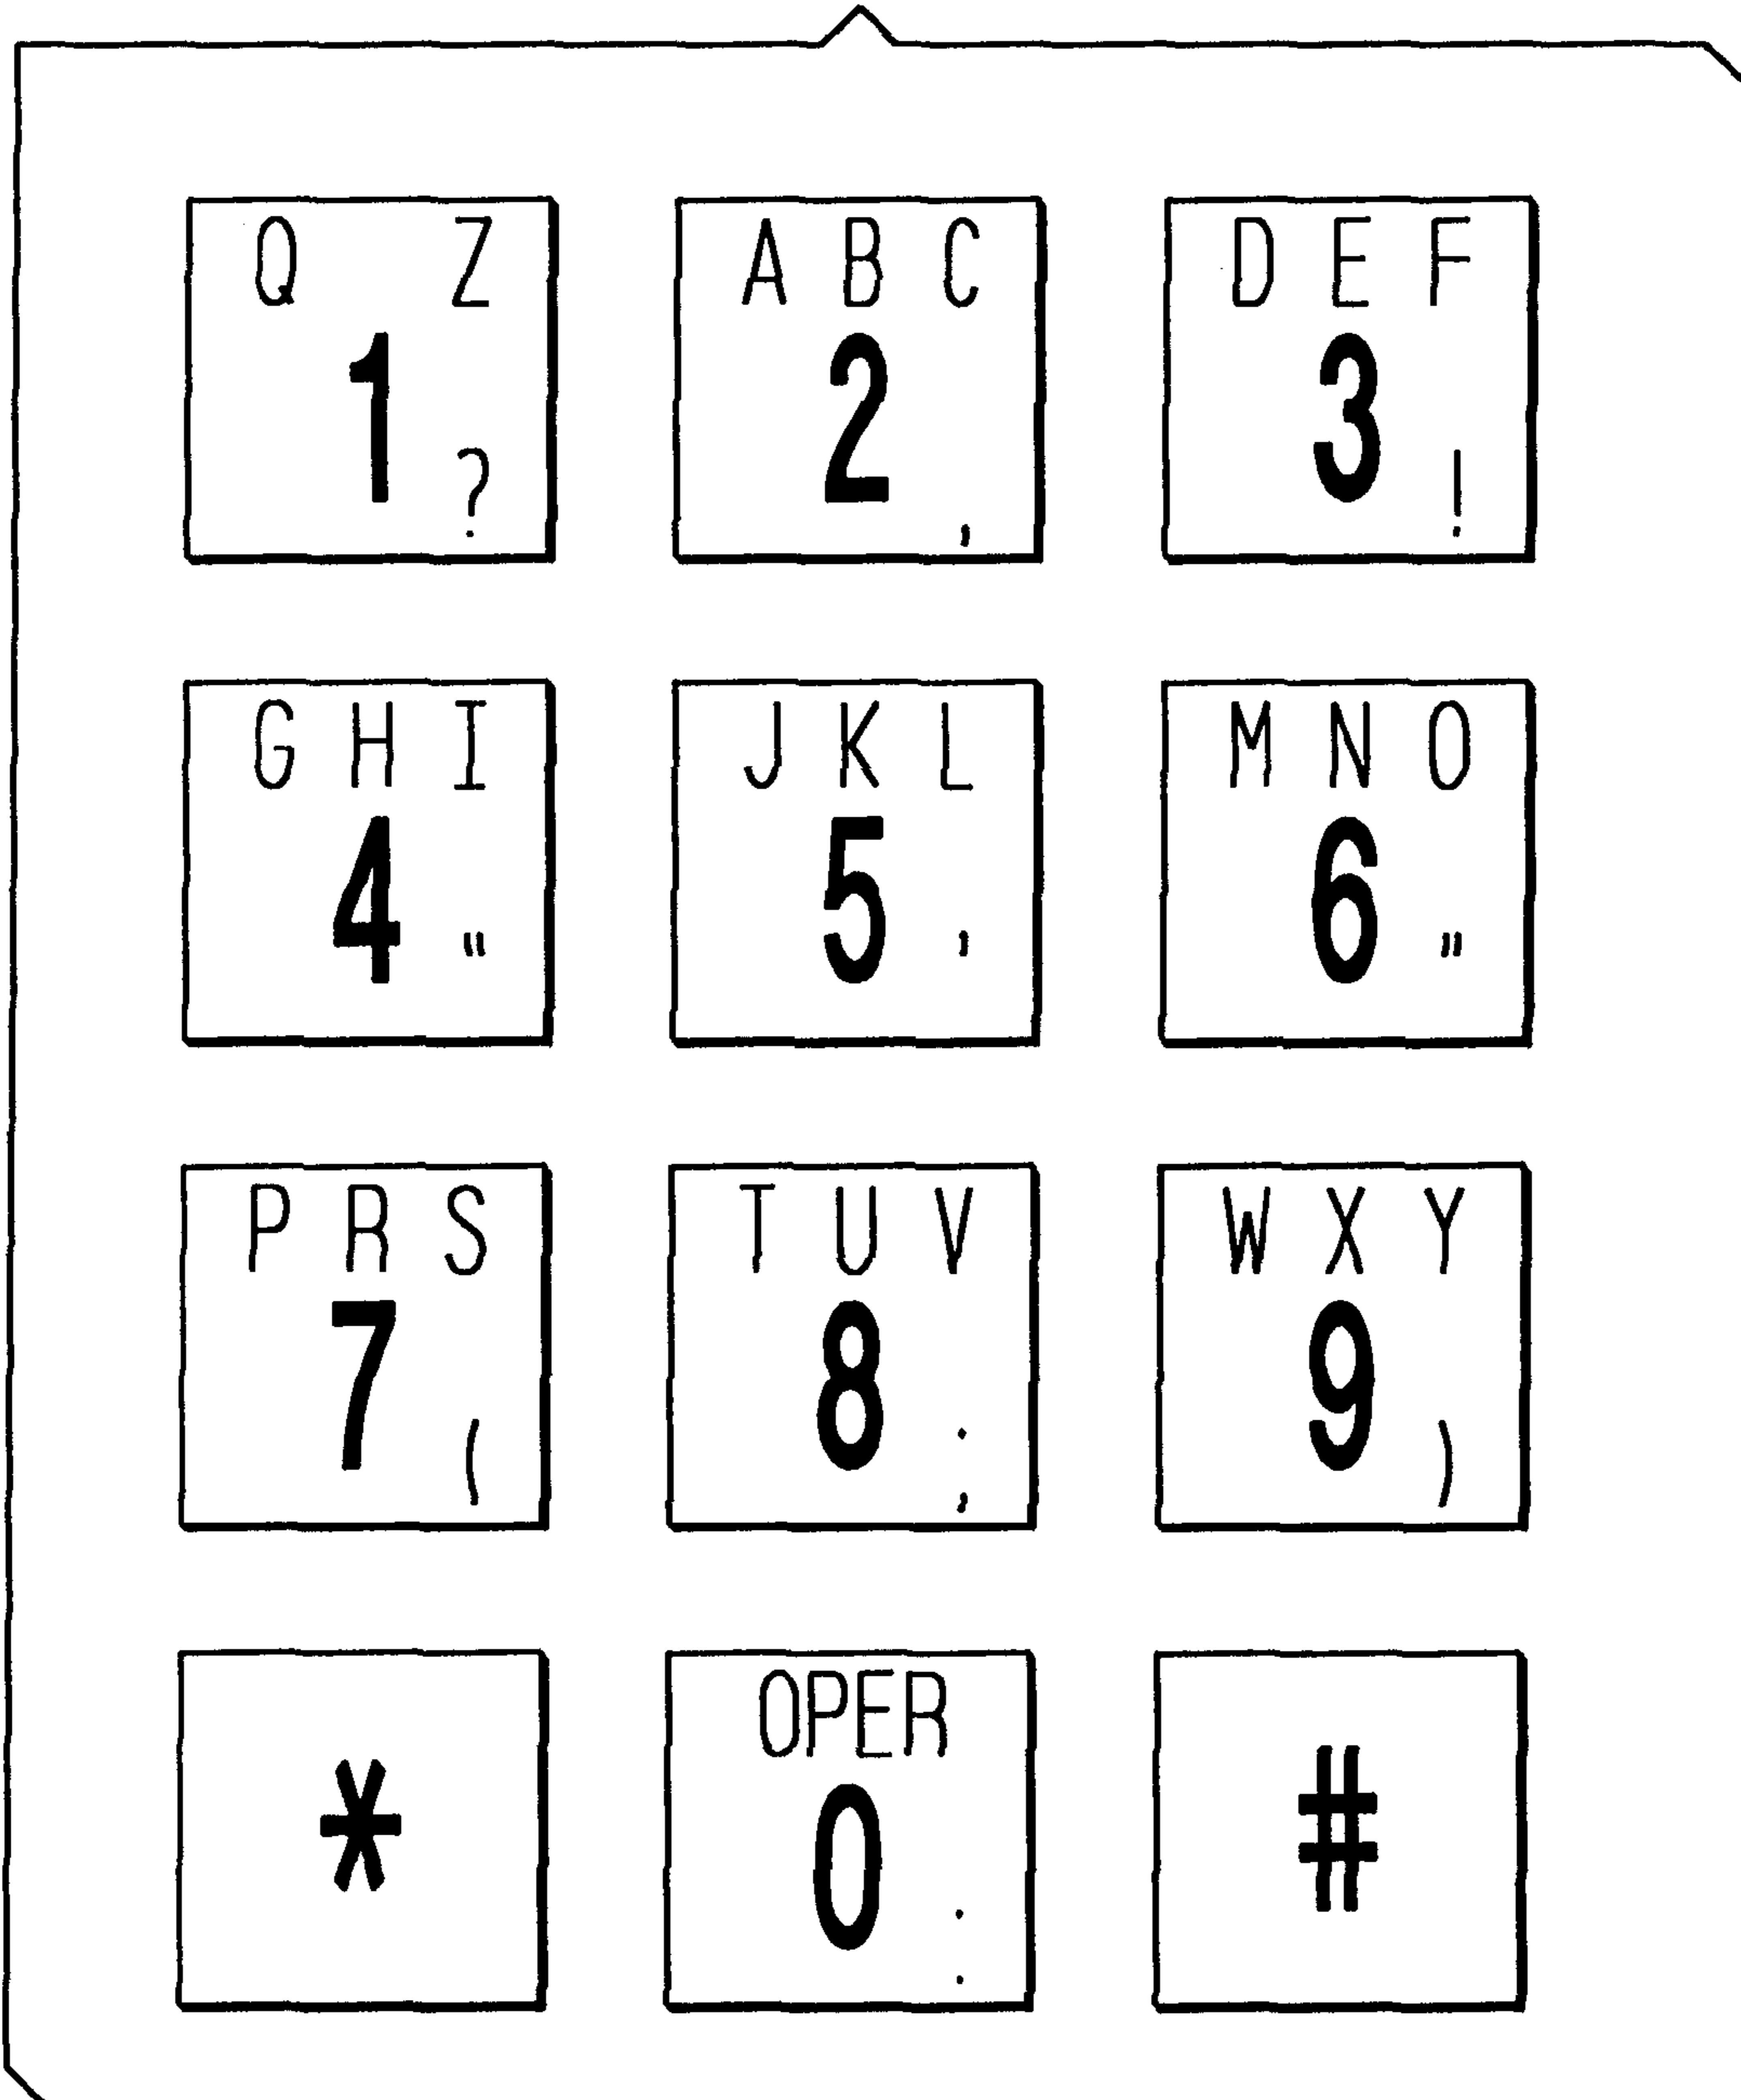 Q Z A B C D E F
1 ? 2 , 3 !
G H I J K L M N O
4 “ 5 ' 6 ”
P R S T U V W X Y
7 ( 8 ; 9 )
OPER
* 0 : #